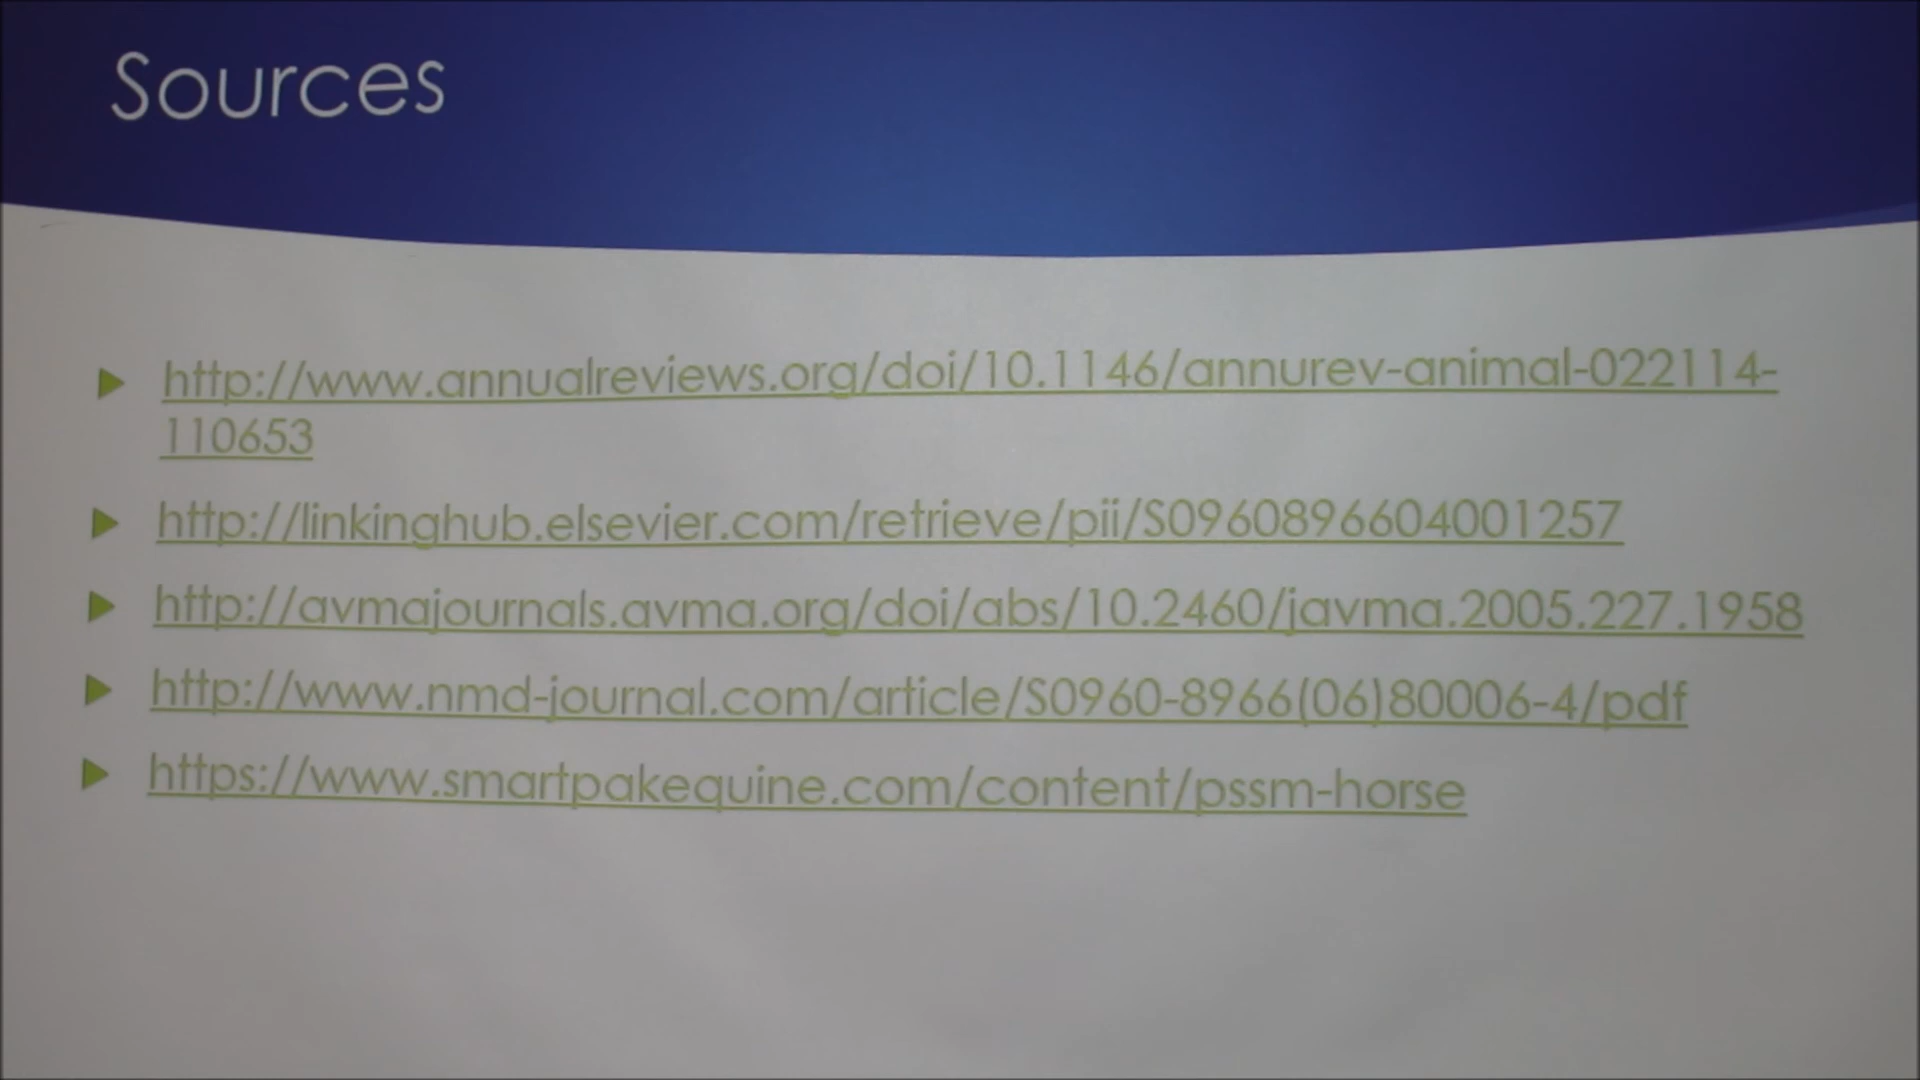 Sources
http://www.annualreviews.org/doi/10.1146/annurev-animal-022114-
110653
http://linkinghub.elsevier.com/retrieve/pii/S0960896604001257
http://avmajournals.avma.org/doi/abs/10.2460/javma.2005.227.1958
http://www.nmd-journal.com/article/S0960-8966(06)80006-4/pdf
https://www.smartpakequine.com/content/pssm-horse